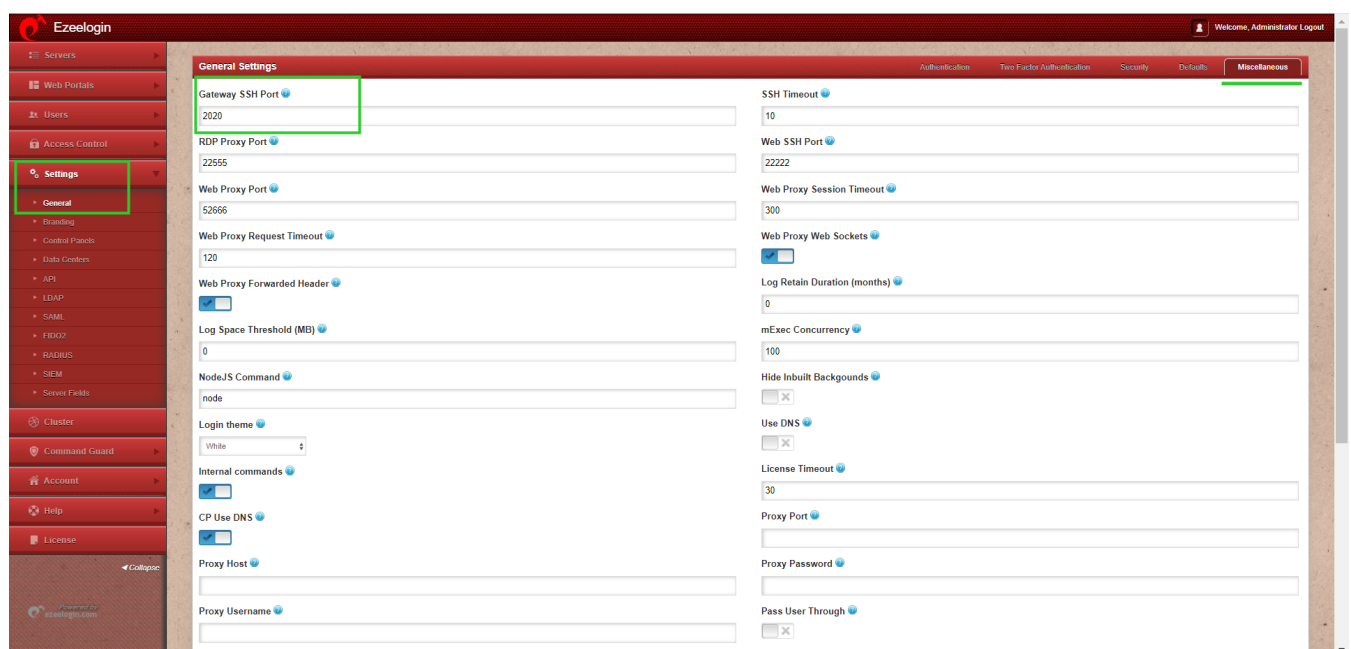 Ezeelogin
Welcome, Administrator Logout
Servers
Web Portals
Users
Access Control
Settings
General
Branding
Control Panels
Data Centers
API
LDAP
SAML
FIDO2
RADIUS
SIEM
Server Fields
Cluster
Command Guard
Account
Help
License
Collapse
Powered by
ezeelogin.com
General Settings
Authentication
Two Factor Authentication
Security
Defaults
Miscellaneous
Gateway SSH Port
2020
SSH Timeout
10
RDP Proxy Port
22555
Web SSH Port
22222
Web Proxy Port
52666
Web Proxy Session Timeout
300
Web Proxy Request Timeout
120
Web Proxy Web Sockets
Web Proxy Forwarded Header
Log Retain Duration (months)
0
Log Space Threshold (MB)
0
mExec Concurrency
100
NodeJS Command
node
Hide Inbuilt Backgounds
Login theme
White
Use DNS
Internal commands
License Timeout
30
CP Use DNS
Proxy Port
Proxy Host
Proxy Password
Proxy Username
Pass User Through